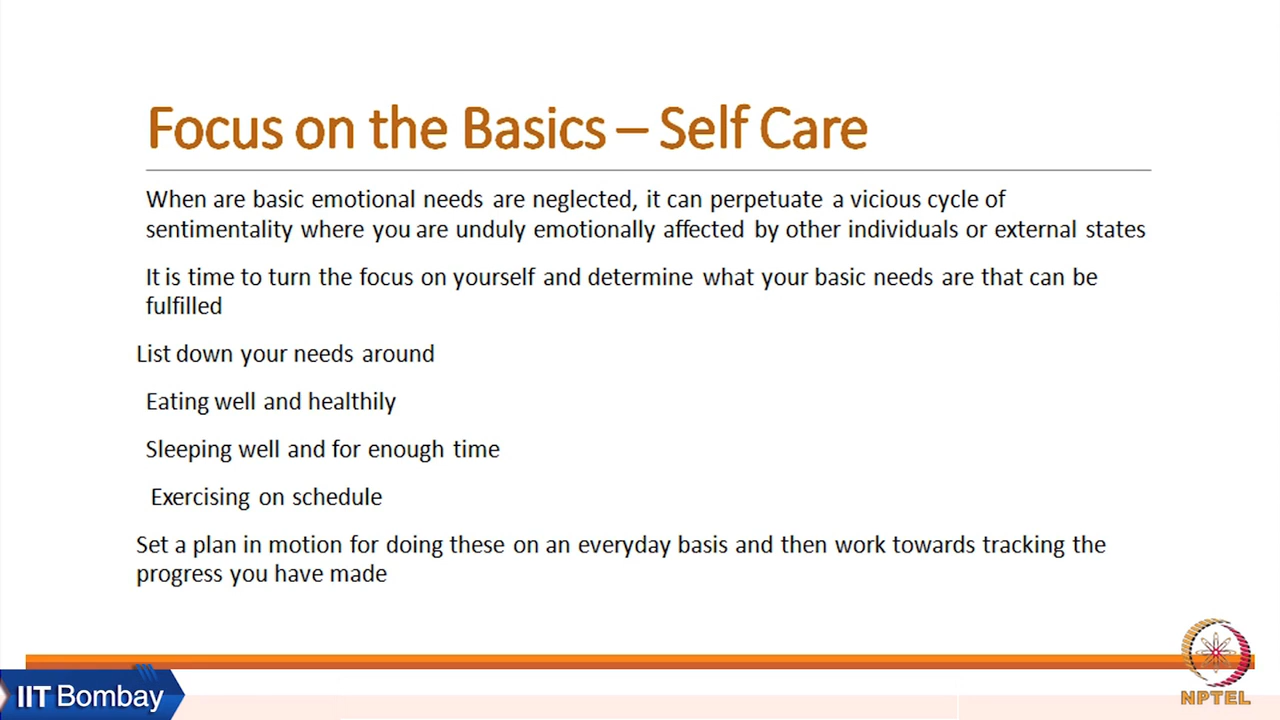 Focus on the Basics – Self Care
When are basic emotional needs are neglected, it can perpetuate a vicious cycle of
sentimentality where you are unduly emotionally affected by other individuals or external states
It is time to turn the focus on yourself and determine what your basic needs are that can be
fulfilled
List down your needs around
Eating well and healthily
Sleeping well and for enough time
Exercising on schedule
Set a plan in motion for doing these on an everyday basis and then work towards tracking the
progress you have made
IIT Bombay
NPTEL